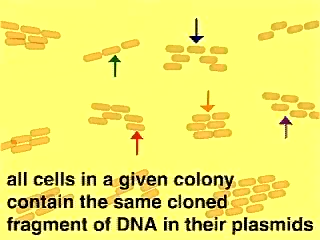 all cells in a given colony
contain the same cloned
fragment of DNA in their plasmids